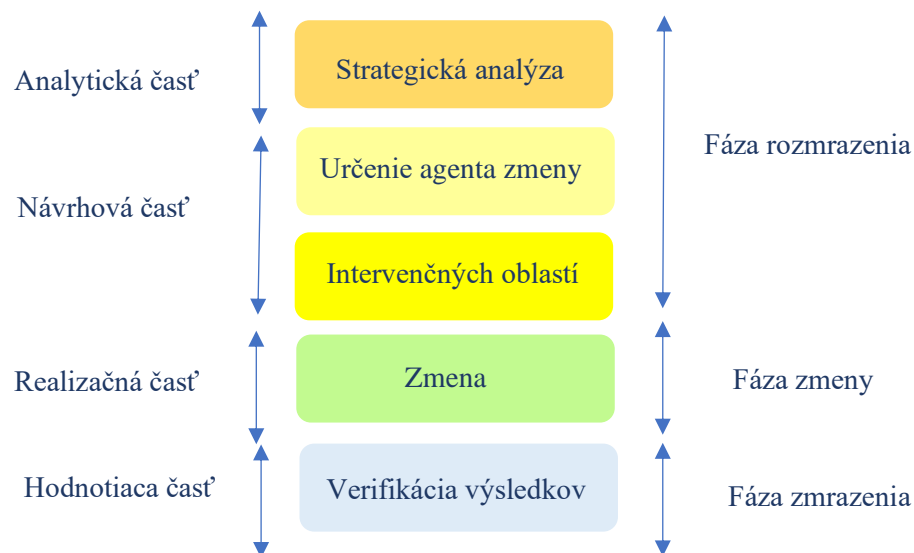 Strategická analýza
Analytická časť
Fáza rozmrazenia
Určenie agenta zmeny
Návrhová časť
Intervenčných oblastí
Realizačná časť
Zmena
Fáza zmeny
Hodnotiaca časť
Verifikácia výsledkov
Fáza zmrazenia